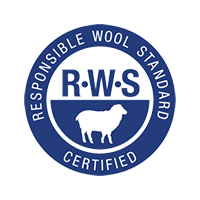 RESPONSIBLE WOOL STANDARD
R·W·S
CERTIFIED